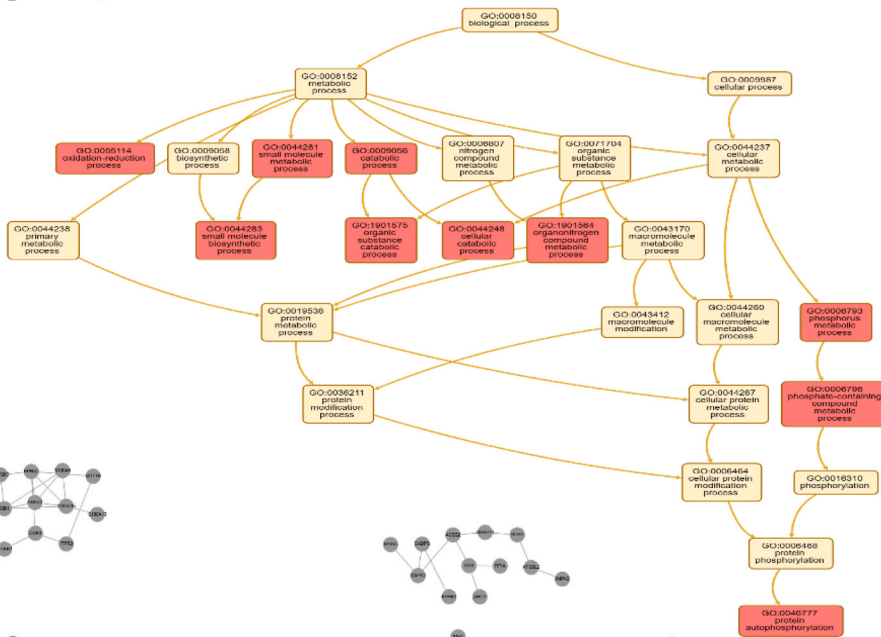 GO:0008150
biological process
GO:0008152
metabolic
process
GO:0009987
cellular process
GO:0055114
oxidation-reduction
process
GO:0009058
biosynthetic
process
GO:0044281
small molecule
metabolic
process
GO:0009056
catabolic
process
GO:0006807
nitrogen
compound
metabolic
process
GO:0071704
organic
substance
metabolic
process
GO:0044237
cellular
metabolic
process
GO:0044238
primary
metabolic
process
GO:0044283
small molecule
biosynthetic
process
GO:1901575
organic
substance
catabolic
process
GO:0044248
cellular
catabolic
process
GO:1901564
organonitrogen
compound
metabolic
process
GO:0043170
macromolecule
metabolic
process
GO:0019538
protein
metabolic
process
GO:0043412
macromolecule
modification
GO:0044260
cellular
macromolecule
metabolic
process
GO:0006793
phosphorus
metabolic
process
GO:0036211
protein
modification
process
GO:0044267
cellular protein
metabolic
process
GO:0006796
phosphate-containing
compound
metabolic
process
GO:0006464
cellular protein
modification
process
GO:0016310
phosphorylation
GO:0006468
protein
phosphorylation
GO:0046777
protein
autophosphorylation